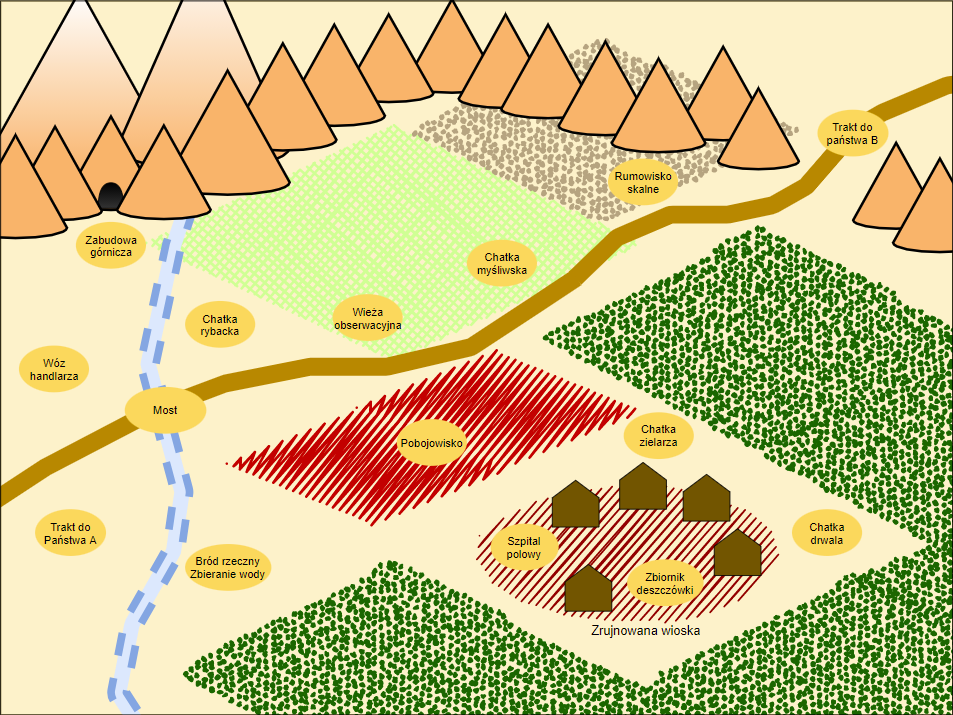 Trakt do
państwa B
Rumowisko
skalne
Zabudowa
górnicza
Chatka
myśliwska
Chatka
rybacka
Wieża
obserwacyjna
Wóz
handlarza
Most
Pobojowisko
Chatka
zielarza
Trakt do
Państwa A
Szpital
polowy
Chatka
drwala
Bród rzeczny
Zbieranie wody
Zbiornik
deszczówki
Zrujnowana wioska